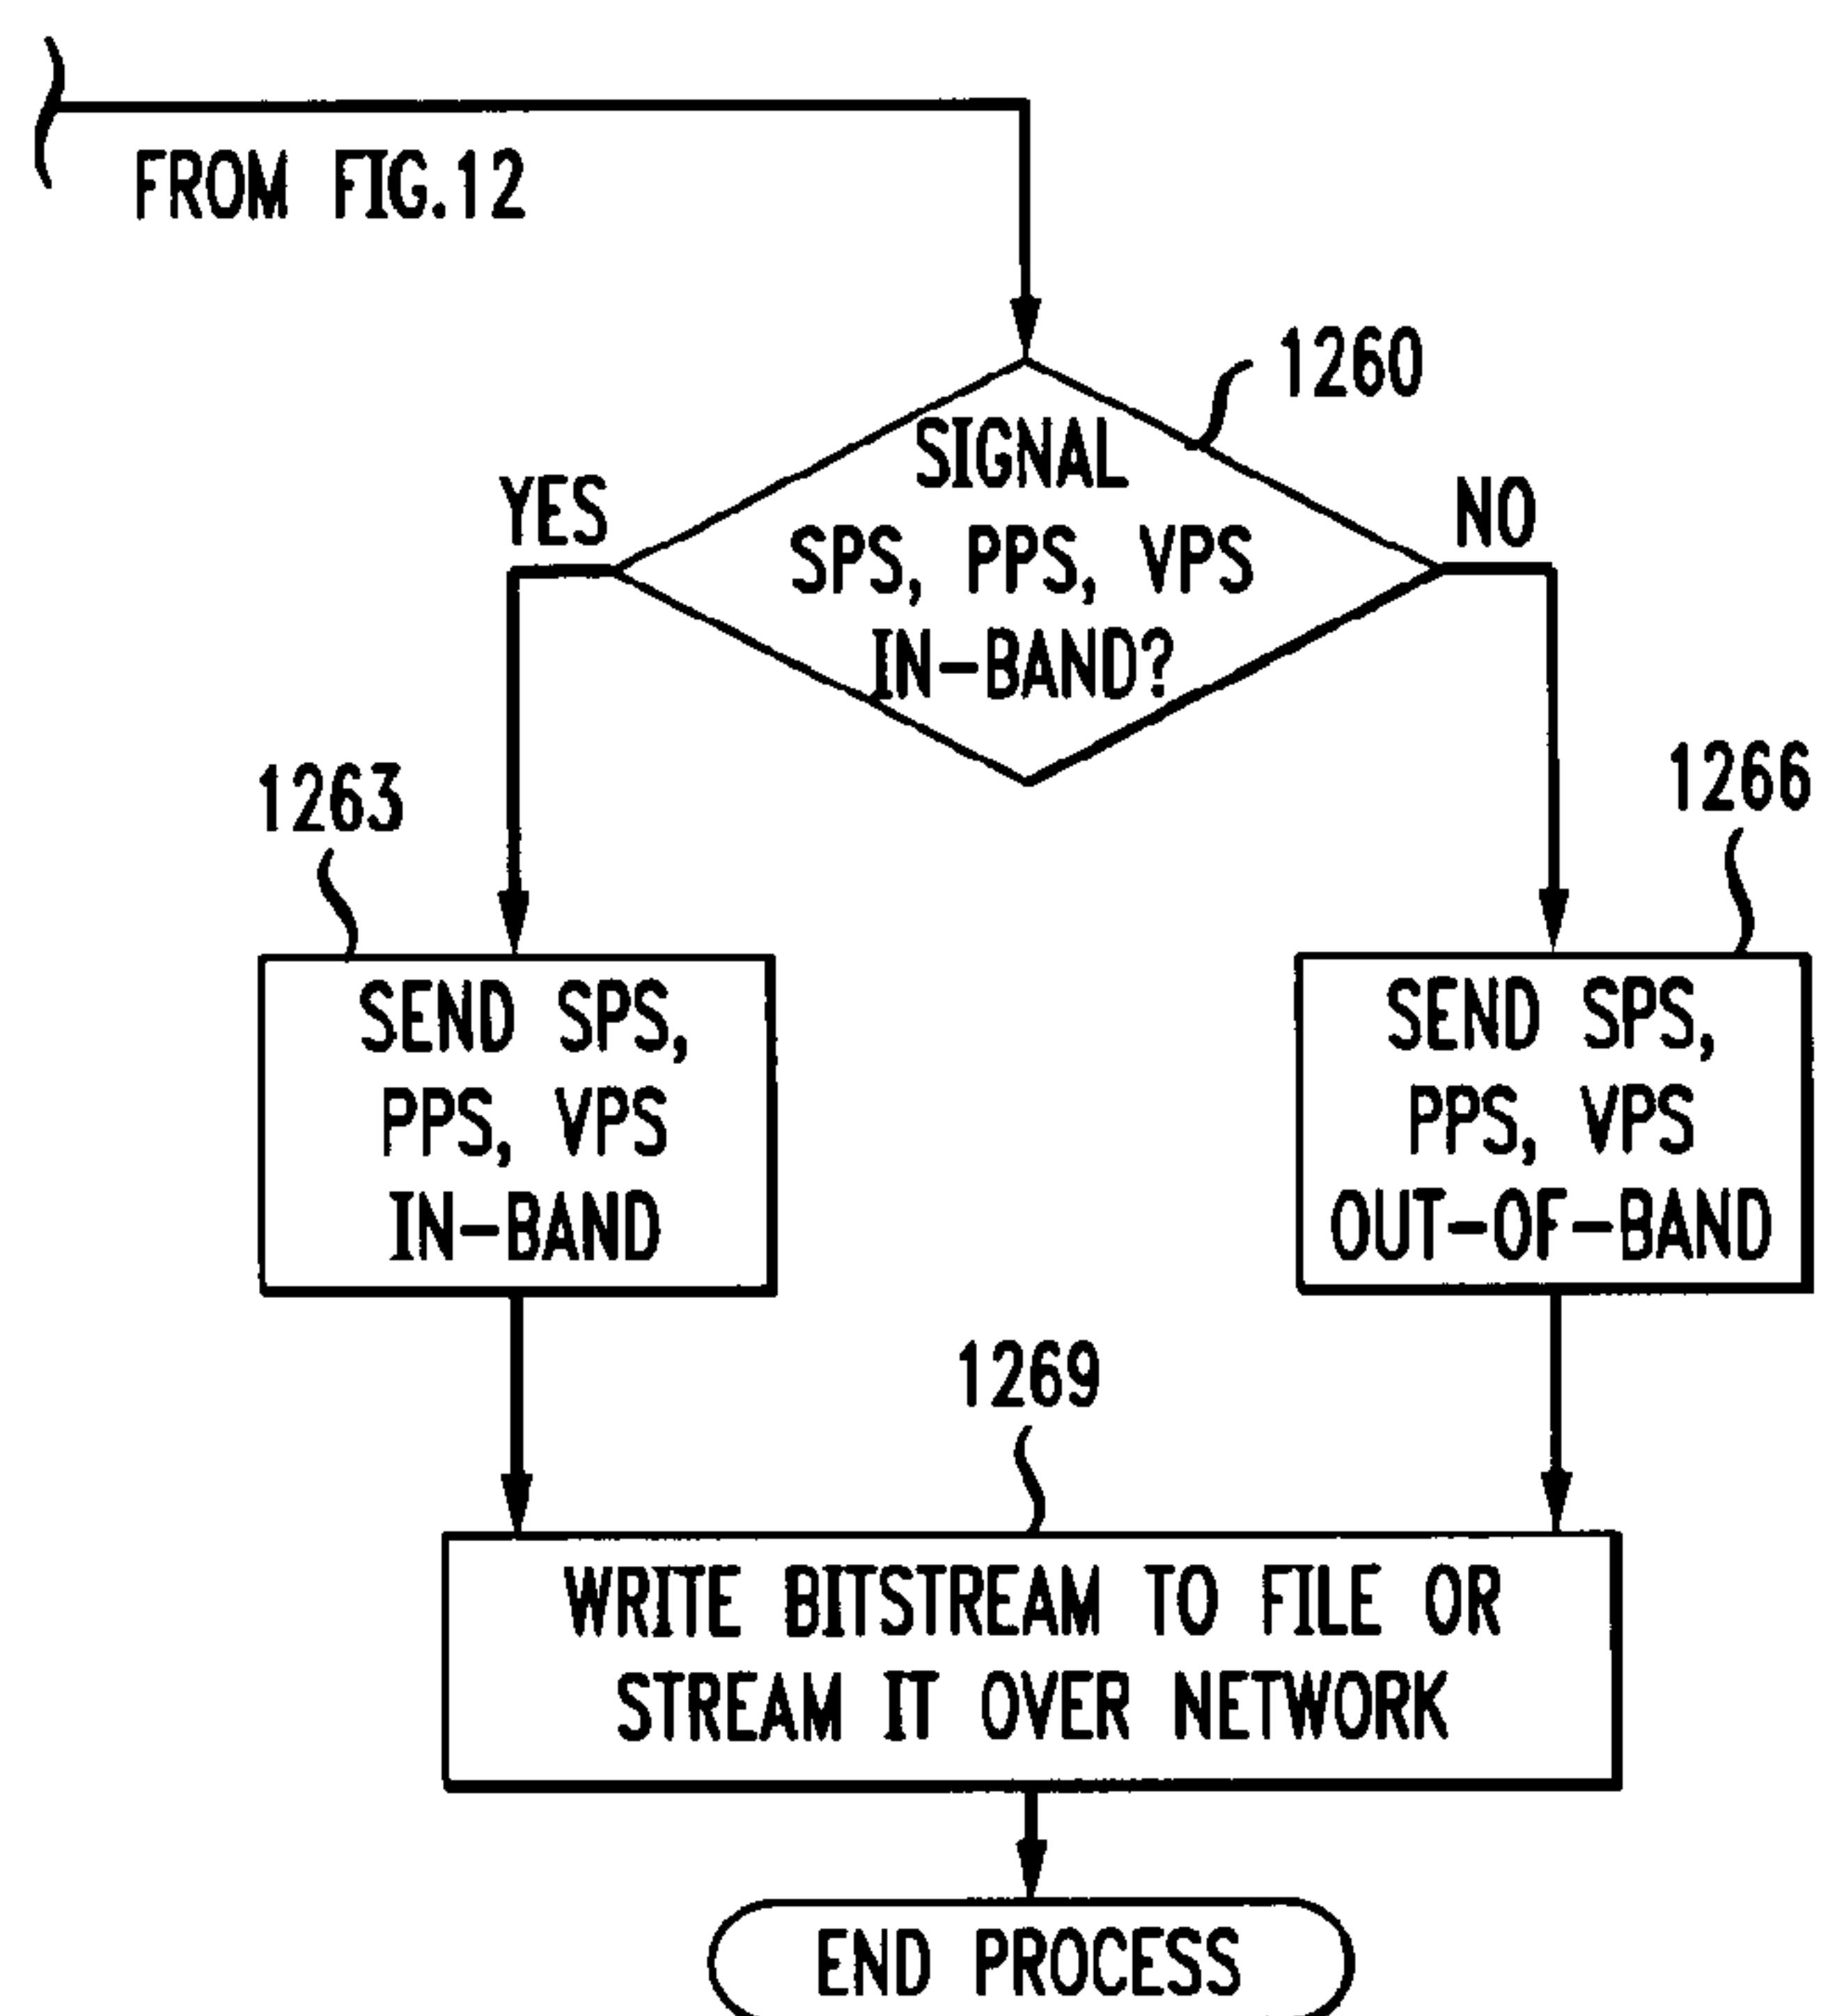 FROM FIG.12
1260
SIGNAL
SPS, PPS, VPS
IN-BAND?
YES
NO
1263
SEND SPS,
PPS, VPS
IN-BAND
1266
SEND SPS,
PPS, VPS
OUT-OF-BAND
1269
WRITE BITSTREAM TO FILE OR
STREAM IT OVER NETWORK
END PROCESS